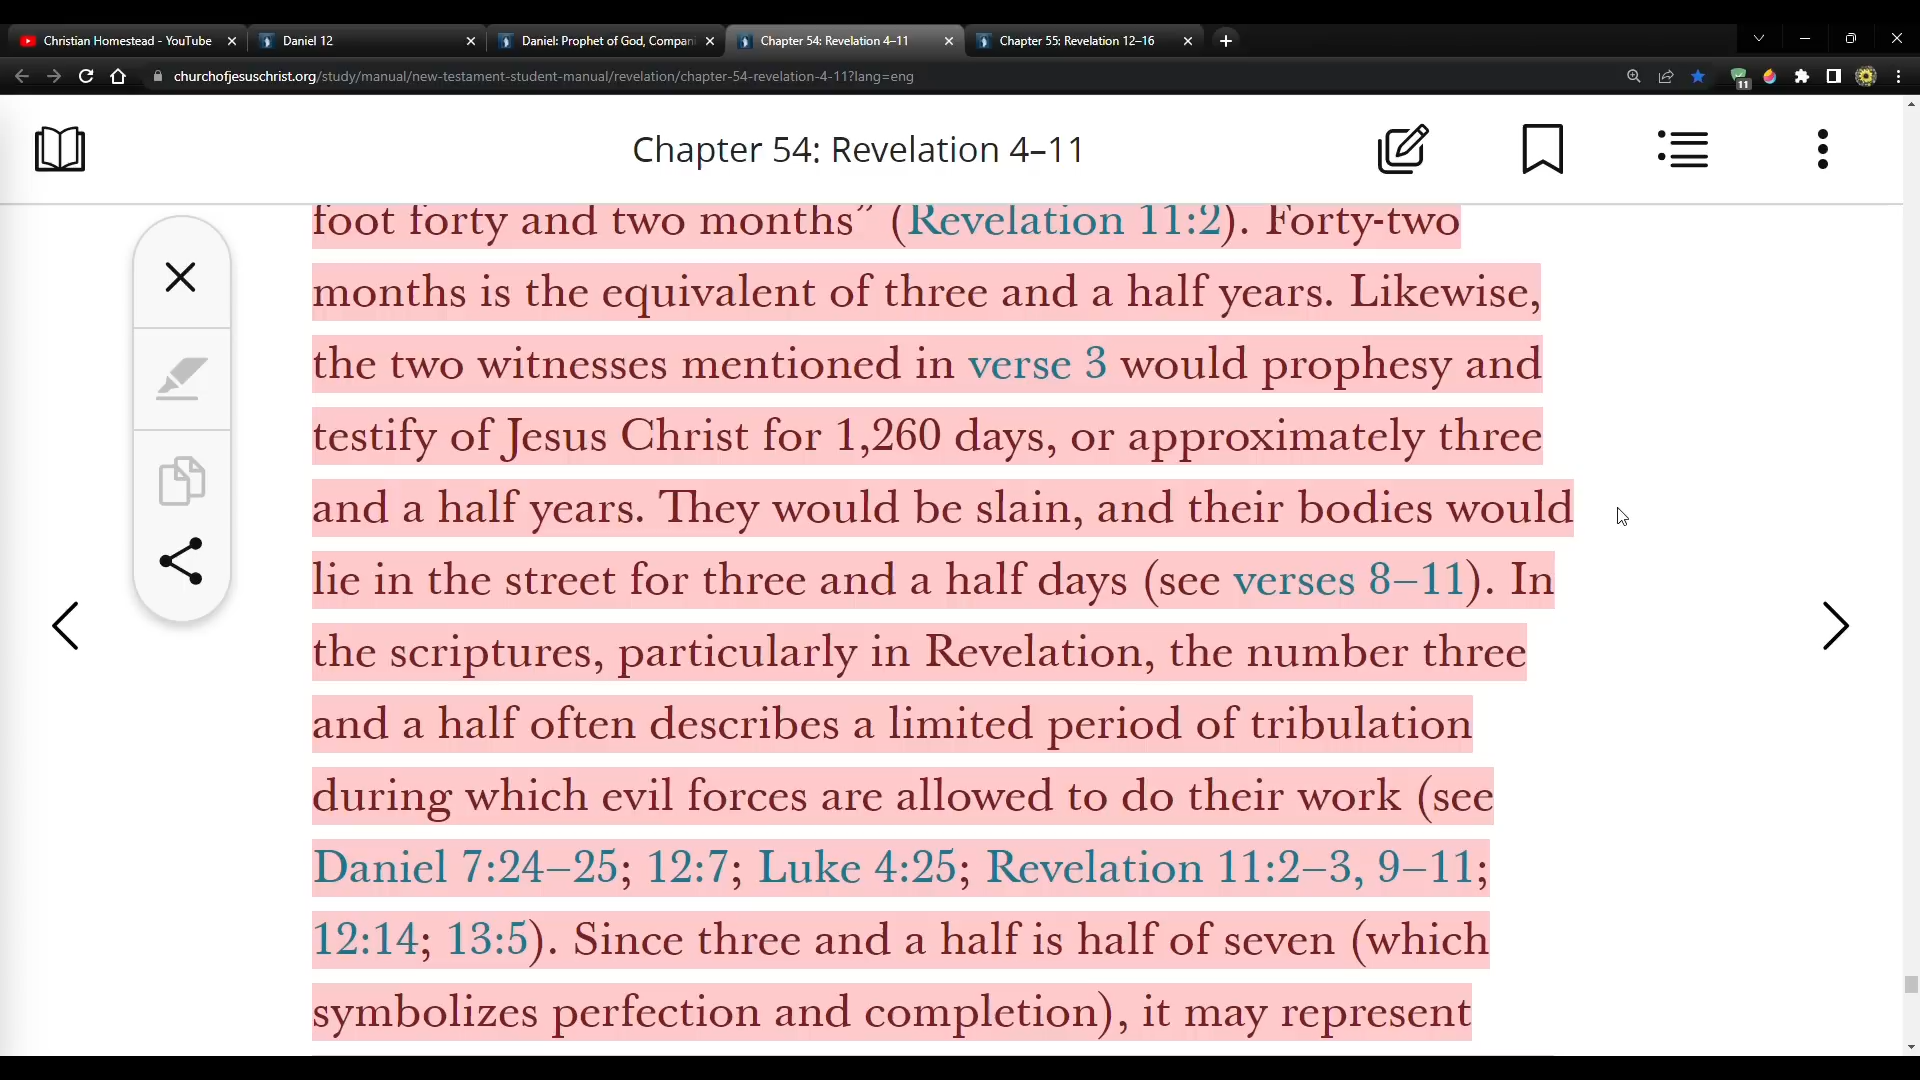 Christian Homestead - YouTube
Daniel 12
Daniel: Prophet of God, Compani
Chapter 54: Revelation 4–11
Chapter 55: Revelation 12–16
churchofjesuschrist.org/study/manual/new-testament-student-manual/revelation/chapter-54-revelation-4-11?lang=eng
11
Chapter 54: Revelation 4–11
foot forty and two months” (Revelation 11:2). Forty-two
months is the equivalent of three and a half years. Likewise,
the two witnesses mentioned in verse 3 would prophesy and
testify of Jesus Christ for 1,260 days, or approximately three
and a half years. They would be slain, and their bodies would
lie in the street for three and a half days (see verses 8–11). In
the scriptures, particularly in Revelation, the number three
and a half often describes a limited period of tribulation
during which evil forces are allowed to do their work (see
Daniel 7:24–25; 12:7; Luke 4:25; Revelation 11:2–3, 9–11;
12:14; 13:5). Since three and a half is half of seven (which
symbolizes perfection and completion), it may represent